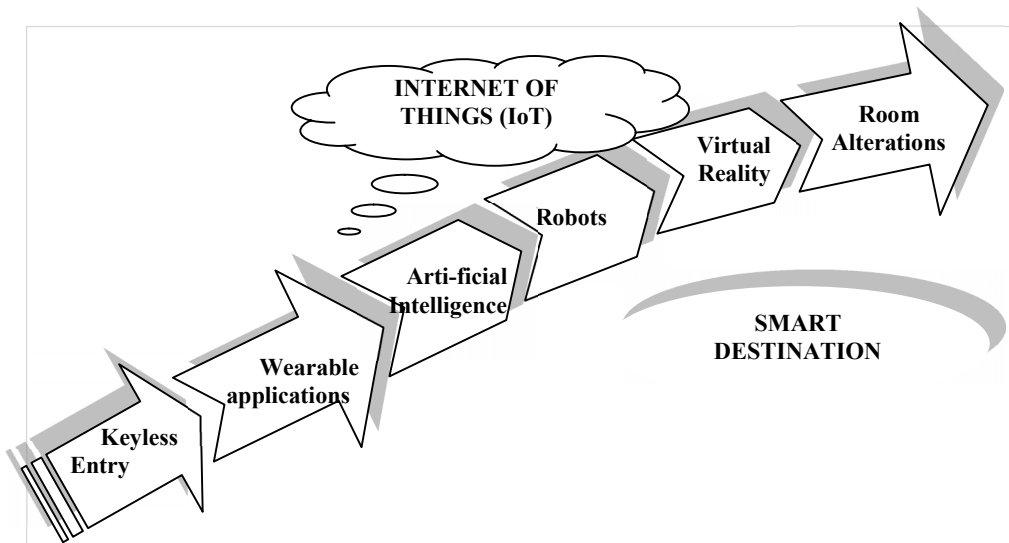 INTERNET OF
THINGS (IoT)
Room
Alterations
Virtual
Reality
Robots
Arti-ficial
Intelligence
SMART
DESTINATION
Wearable
applications
Keyless
Entry